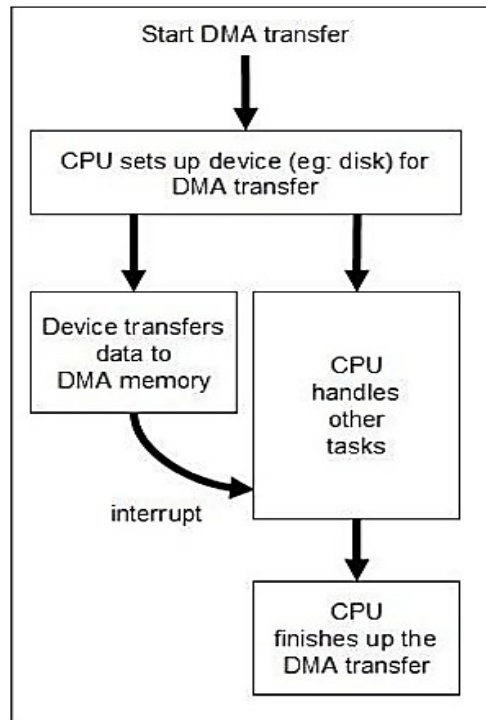 Start DMA transfer
CPU sets up device (eg: disk) for
DMA transfer
Device transfers
data to
DMA memory
CPU
handles
other
tasks
interrupt
CPU
finishes up the
DMA transfer